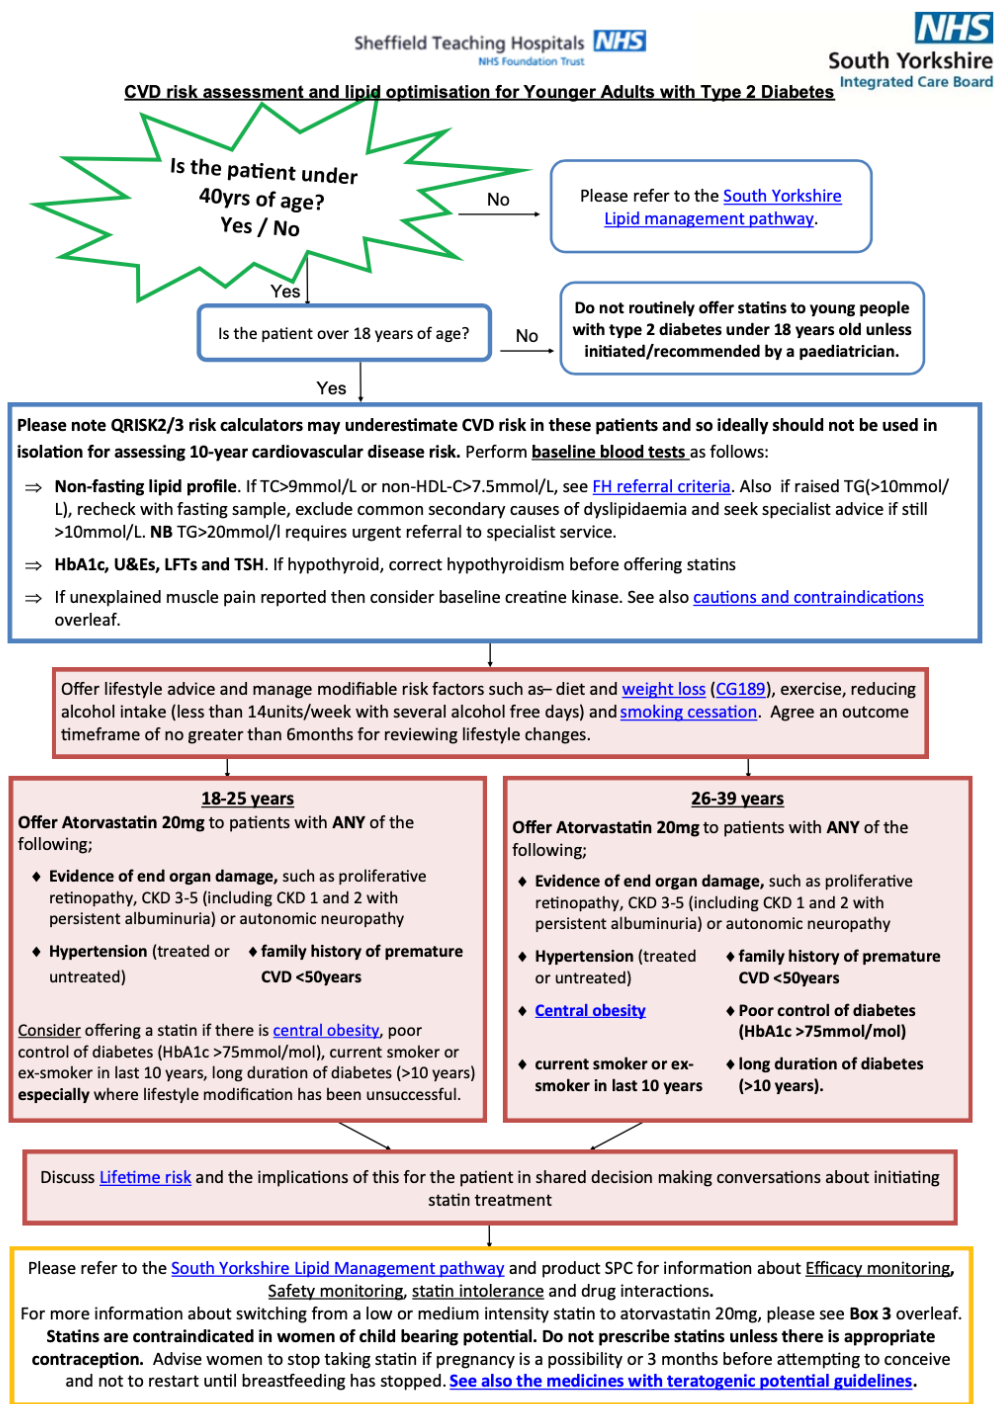 Sheffield Teaching Hospitals NHS
NHS Foundation Trust
NHS
South Yorkshire
Integrated Care Board
CVD risk assessment and lipid optimisation for Younger Adults with Type 2 Diabetes
Is the patient under
40yrs of age?
Yes / No
No
Please refer to the South Yorkshire
Lipid management pathway.
Yes
Is the patient over 18 years of age?
No
Do not routinely offer statins to young people
with type 2 diabetes under 18 years old unless
initiated/recommended by a paediatrician.
Yes
Please note QRISK2/3 risk calculators may underestimate CVD risk in these patients and so ideally should not be used in
isolation for assessing 10-year cardiovascular disease risk. Perform baseline blood tests as follows:
⇒ Non-fasting lipid profile. If TC>9mmol/L or non-HDL-C>7.5mmol/L, see FH referral criteria. Also if raised TG(>10mmol/
L), recheck with fasting sample, exclude common secondary causes of dyslipidaemia and seek specialist advice if still
>10mmol/L. NB TG>20mmol/l requires urgent referral to specialist service.
⇒ HbA1c, U&Es, LFTs and TSH. If hypothyroid, correct hypothyroidism before offering statins
⇒ If unexplained muscle pain reported then consider baseline creatine kinase. See also cautions and contraindications
overleaf.
Offer lifestyle advice and manage modifiable risk factors such as– diet and weight loss (CG189), exercise, reducing
alcohol intake (less than 14units/week with several alcohol free days) and smoking cessation. Agree an outcome
timeframe of no greater than 6months for reviewing lifestyle changes.
18-25 years
Offer Atorvastatin 20mg to patients with ANY of the
following;
♦ Evidence of end organ damage, such as proliferative
retinopathy, CKD 3-5 (including CKD 1 and 2 with
persistent albuminuria) or autonomic neuropathy
♦ Hypertension (treated or ♦ family history of premature
untreated) CVD <50years
Consider offering a statin if there is central obesity, poor
control of diabetes (HbA1c >75mmol/mol), current smoker or
ex-smoker in last 10 years, long duration of diabetes (>10 years)
especially where lifestyle modification has been unsuccessful.
26-39 years
Offer Atorvastatin 20mg to patients with ANY of the
following;
♦ Evidence of end organ damage, such as proliferative
retinopathy, CKD 3-5 (including CKD 1 and 2 with
persistent albuminuria) or autonomic neuropathy
♦ Hypertension (treated ♦ family history of premature
or untreated) CVD <50years
♦ Central obesity ♦ Poor control of diabetes
(HbA1c >75mmol/mol)
♦ current smoker or ex- ♦ long duration of diabetes
smoker in last 10 years (>10 years).
Discuss Lifetime risk and the implications of this for the patient in shared decision making conversations about initiating
statin treatment
Please refer to the South Yorkshire Lipid Management pathway and product SPC for information about Efficacy monitoring,
Safety monitoring, statin intolerance and drug interactions.
For more information about switching from a low or medium intensity statin to atorvastatin 20mg, please see Box 3 overleaf.
Statins are contraindicated in women of child bearing potential. Do not prescribe statins unless there is appropriate
contraception. Advise women to stop taking statin if pregnancy is a possibility or 3 months before attempting to conceive
and not to restart until breastfeeding has stopped. See also the medicines with teratogenic potential guidelines.